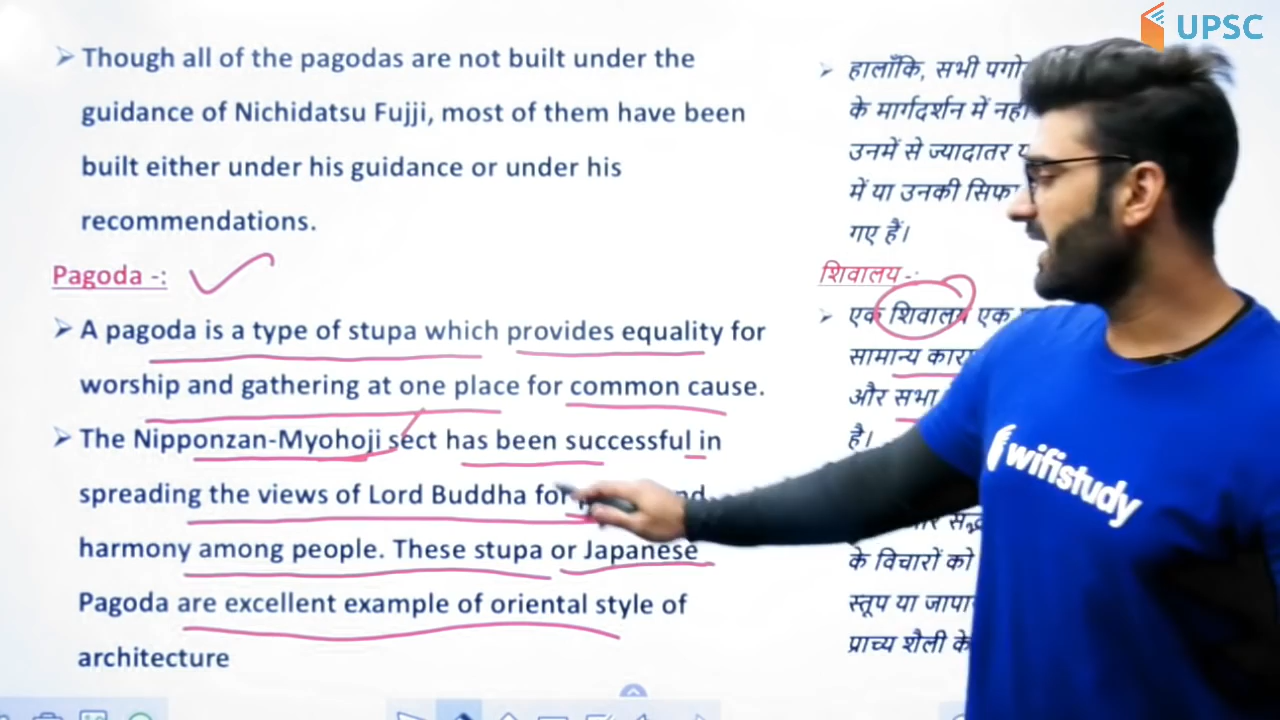 UPSC
Though all of the pagodas are not built under the
guidance of Nichidatsu Fujji, most of them have been
built either under his guidance or under his
recommendations.
Pagoda -:
A pagoda is a type of stupa which provides equality for
worship and gathering at one place for common cause.
The Nipponzan-Myohoji sect has been successful in
spreading the views of Lord Buddha for
harmony among people. These stupa or Japanese
Pagoda are excellent example of oriental style of
architecture
हालाँकि, सभी
के मार्गदर्शन में
उनमें से ज्यादातर
में या उनकी
गए हैं।
शिवालय -:
एक शिवालय एक
सामान्य
और सभा
है।
के विचारों को
स्तूप या
प्राच्य शैली के
wifistudy